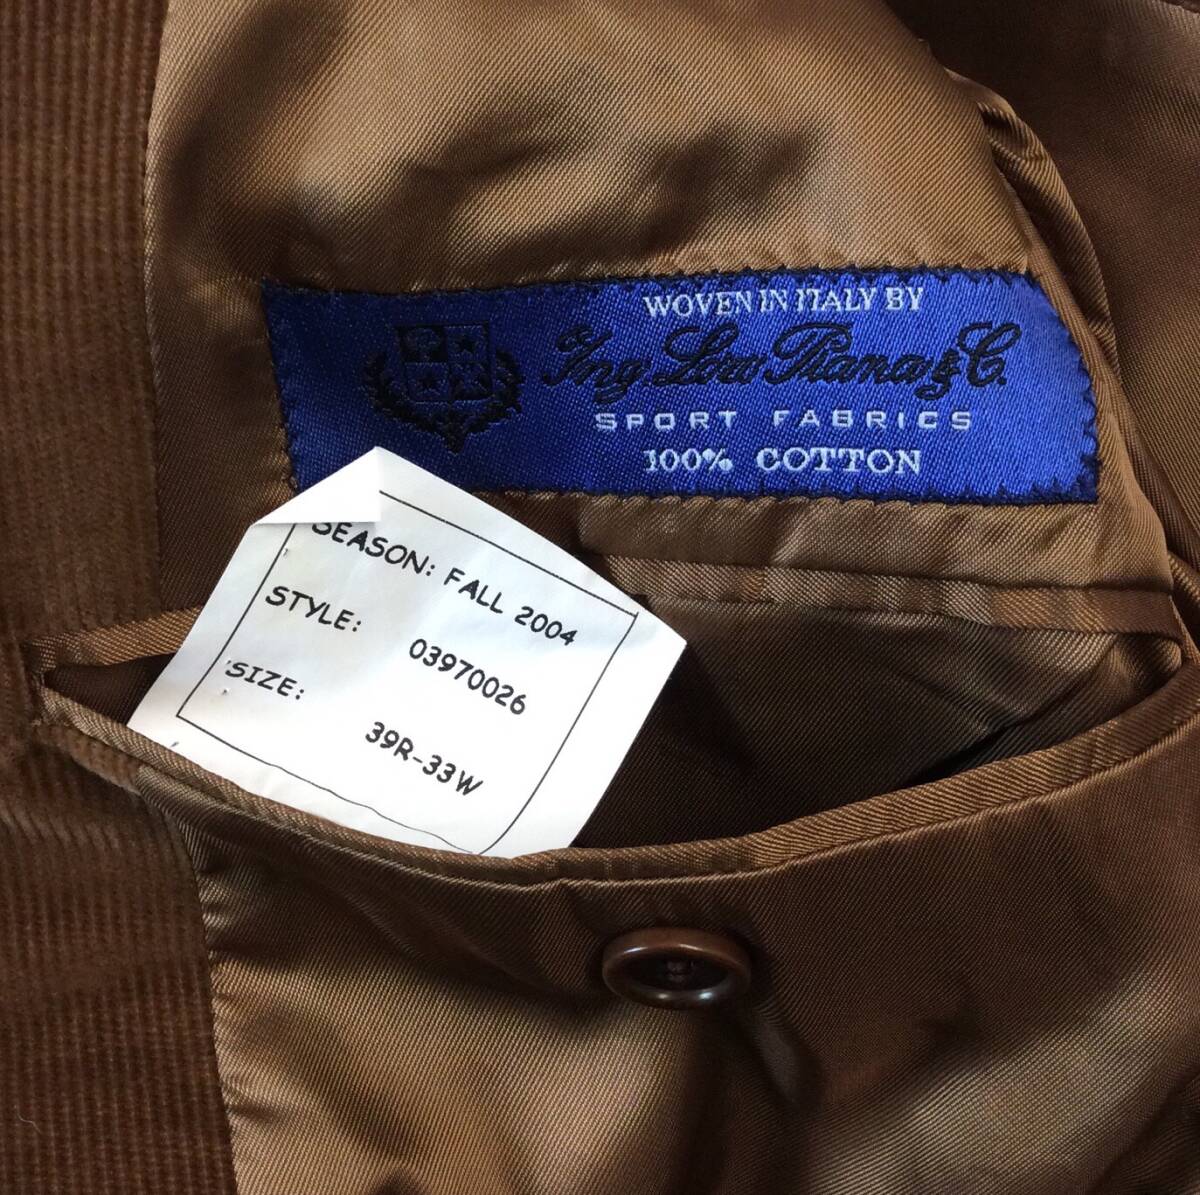 WOVEN IN ITALY BY
Ing. Loro Piana & C.
SPORT FABRICS
100% COTTON
SEASON: FALL 2004
STYLE: 03970026
SIZE: 39R-33W